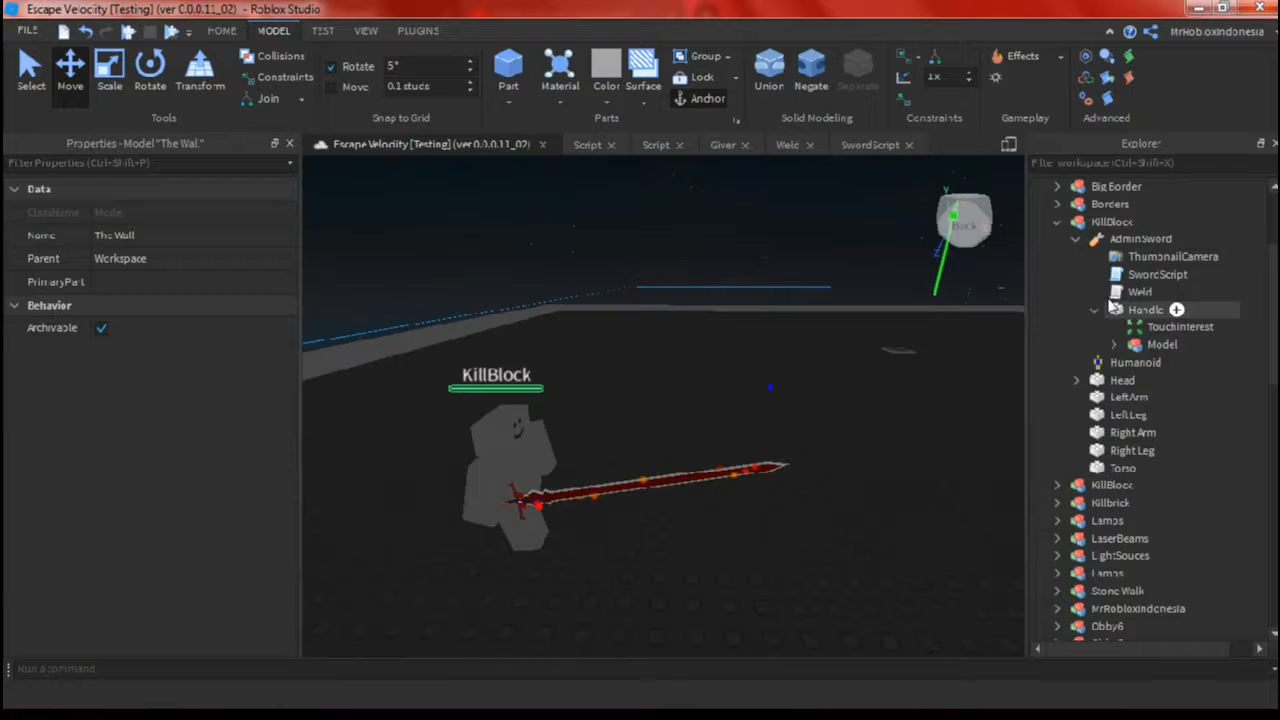 Escape Velocity [Testing] (ver 0.0.0.11_02) - Roblox Studio
FILE HOME MODEL TEST VIEW PLUGINS MrRobloxIndonesia
Select Move Scale Rotate Transform
Collisions
Constraints
Join
Tools
Rotate 5°
Move 0.1 studs
Snap to Grid
Part Material Color Surface
Group
Lock
Anchor
Parts
Union Negate Separate
Solid Modeling
1x
Constraints
Effects
Gameplay
Advanced
Properties - Model "The Wal."
Filter Properties (Ctrl+Shift+P)
Data
ClassName Model
Name The Wall
Parent Workspace
PrimaryPart
Behavior
Archivable
Escape Velocity [Testing] (ver 0.0.0.11_02) Script Script Giver Weld SwordScript
Back
KillBlock
Explorer
Filter workspace (Ctrl+Shift+X)
Big Border
Borders
KillBlock
AdminSword
ThumbnailCamera
SwordScript
Weld
Handle
TouchInterest
Model
Humanoid
Head
Left Arm
Left Leg
Right Arm
Right Leg
Torso
KillBlock
Killbrick
Lamps
LaserBeams
LightSouces
Lamps
Stone Walk
MrRobloxIndonesia
Obby6
Run a command